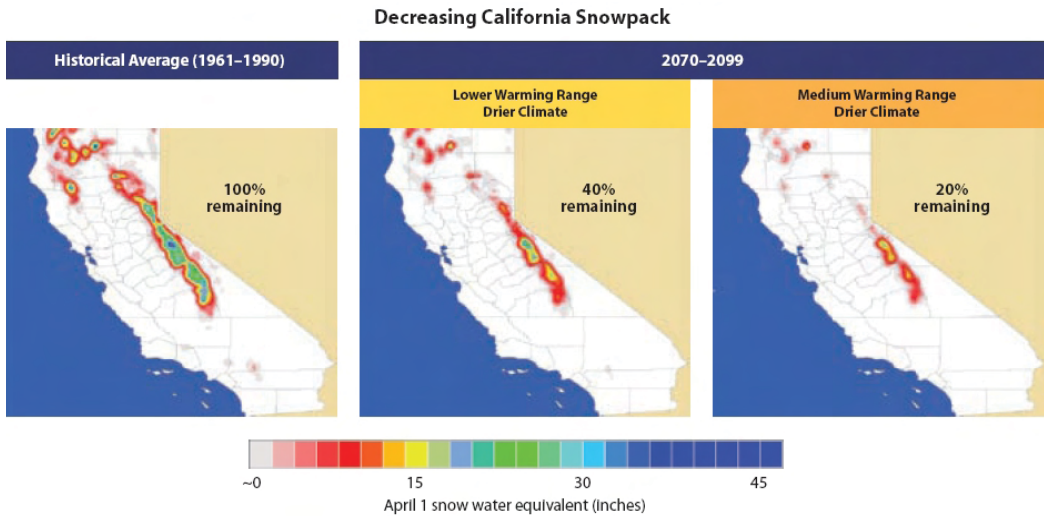 Decreasing California Snowpack
Historical Average (1961–1990)
2070–2099
Lower Warming Range
Drier Climate
Medium Warming Range
Drier Climate
100%
remaining
40%
remaining
20%
remaining
~0
15
30
45
April 1 snow water equivalent (inches)